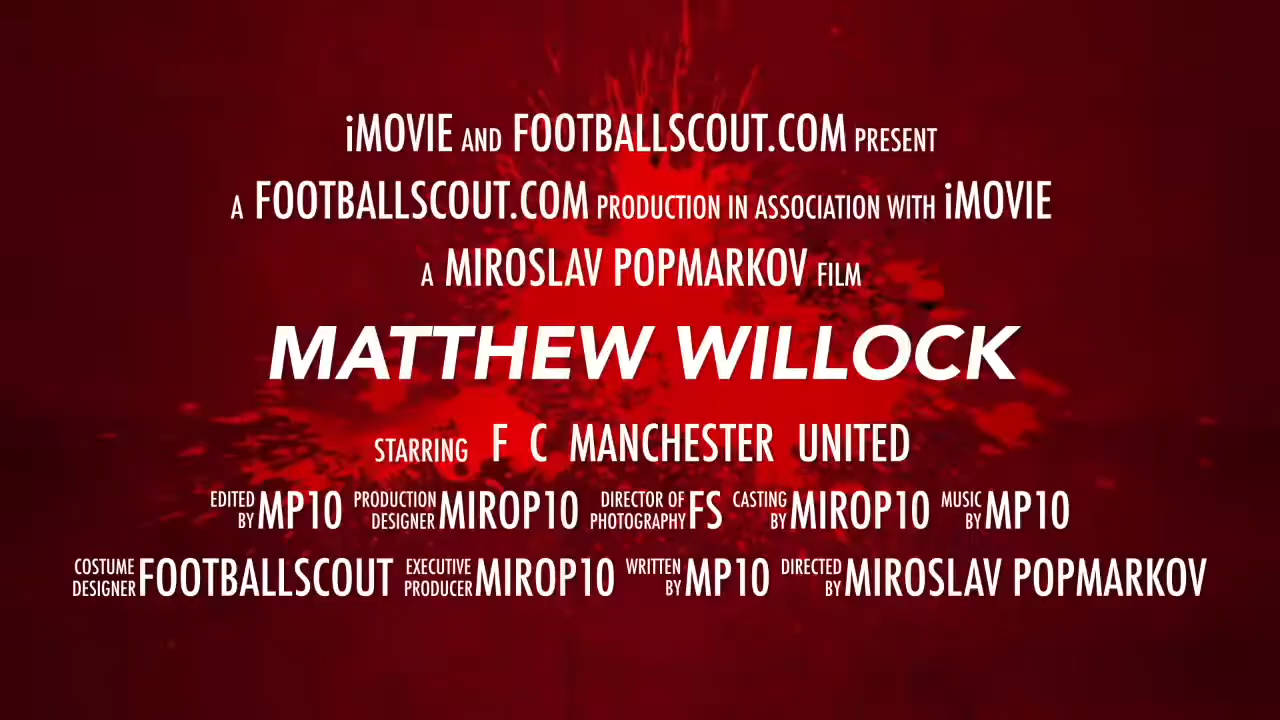 iMOVIE AND FOOTBALLSCOUT.COM PRESENT
A FOOTBALLSCOUT.COM PRODUCTION IN ASSOCIATION WITH iMOVIE
A MIROSLAV POPMARKOV FILM
MATTHEW WILLOCK
STARRING F C MANCHESTER UNITED
EDITED BY MP10 PRODUCTION DESIGNER MIROP10 DIRECTOR OF PHOTOGRAPHY FS CASTING BY MIROP10 MUSIC BY MP10
COSTUME DESIGNER FOOTBALLSCOUT EXECUTIVE PRODUCER MIROP10 WRITTEN BY MP10 DIRECTED BY MIROSLAV POPMARKOV